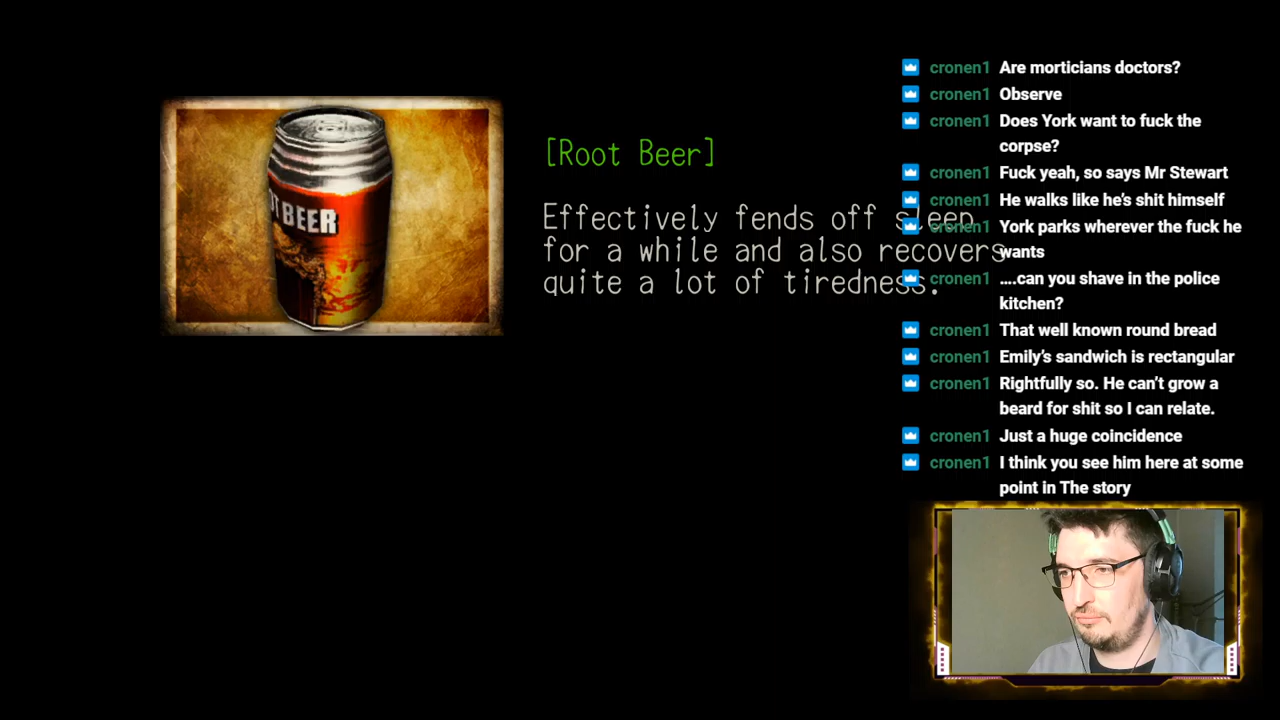 [Root Beer]
Effectively fends off sleep
for a while and also recovers
quite a lot of tiredness.
OT BEER
cronen1 Are morticians doctors?
cronen1 Observe
cronen1 Does York want to fuck the
corpse?
cronen1 Fuck yeah, so says Mr Stewart
cronen1 He walks like he’s shit himself
cronen1 York parks wherever the fuck he
wants
cronen1 ....can you shave in the police
kitchen?
cronen1 That well known round bread
cronen1 Emily’s sandwich is rectangular
cronen1 Rightfully so. He can’t grow a
beard for shit so I can relate.
cronen1 Just a huge coincidence
cronen1 I think you see him here at some
point in The story